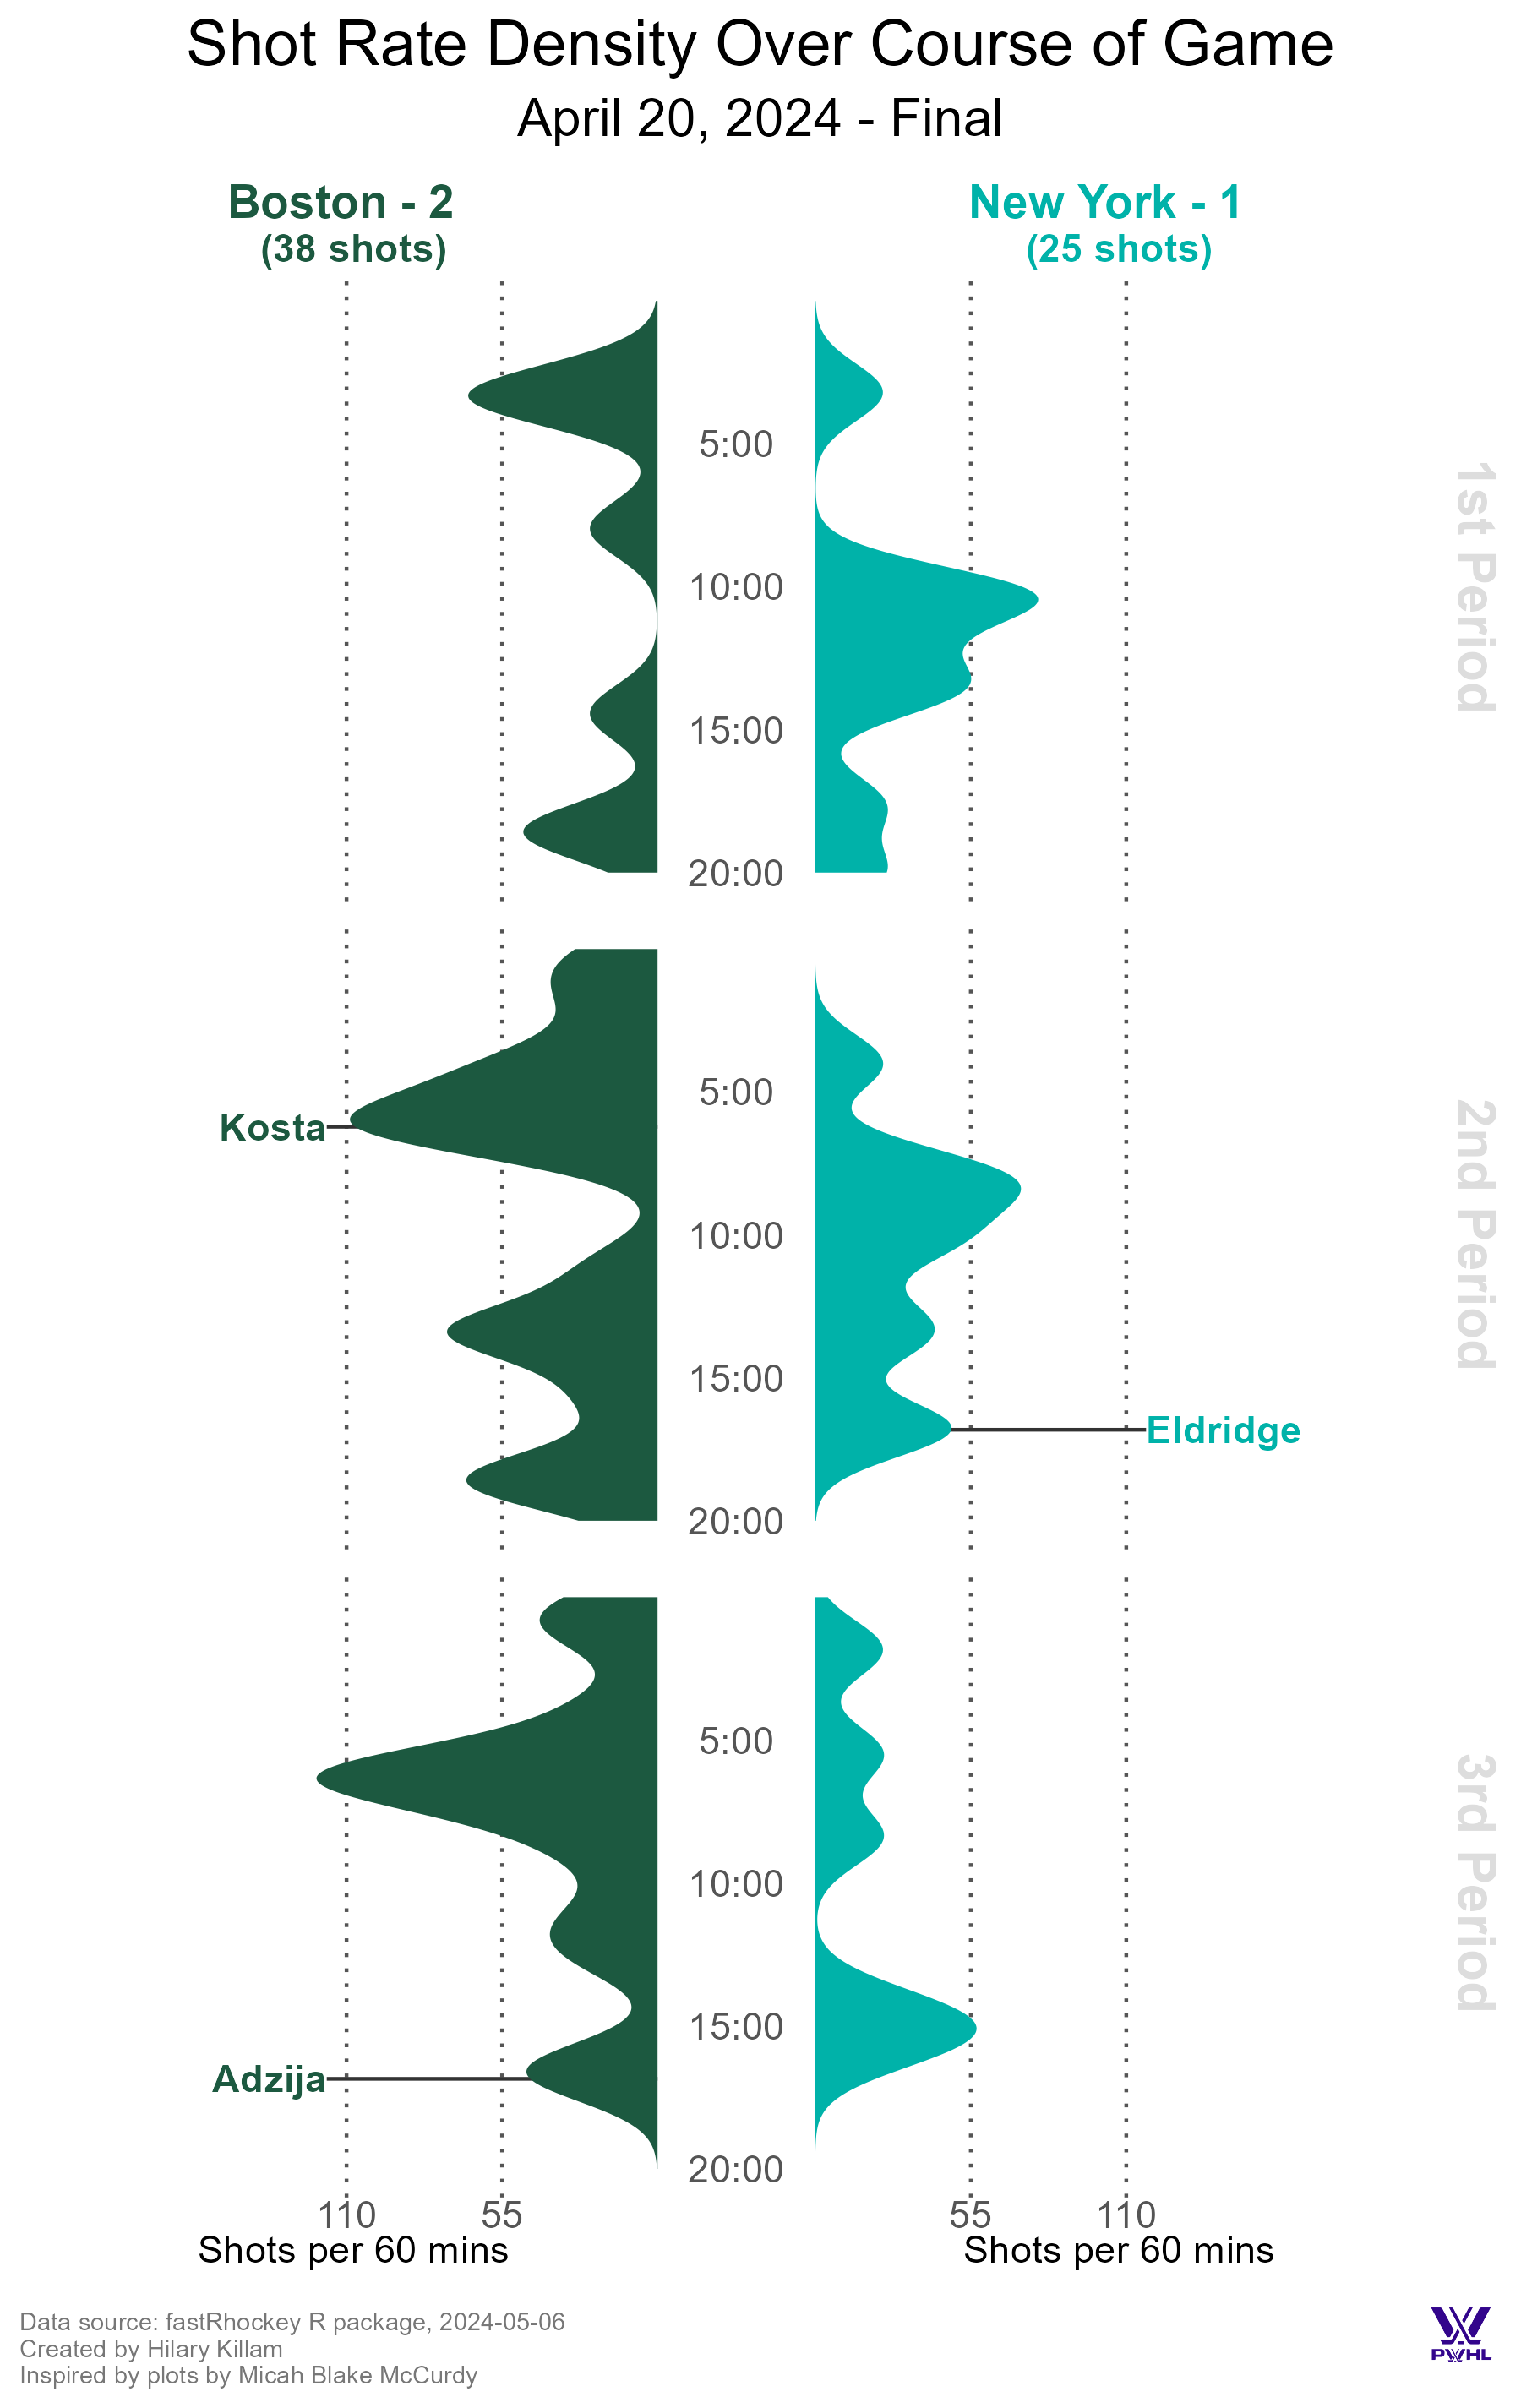 Shot Rate Density Over Course of Game
April 20, 2024 - Final
Boston - 2
(38 shots)
New York - 1
(25 shots)
5:00
10:00
15:00
20:00
1st Period
Kosta
5:00
10:00
15:00
20:00
Eldridge
2nd Period
5:00
10:00
15:00
20:00
Adzija
3rd Period
110
55
55
110
Shots per 60 mins
Shots per 60 mins
Data source: fastRhockey R package, 2024-05-06
Created by Hilary Killam
Inspired by plots by Micah Blake McCurdy
PWHL